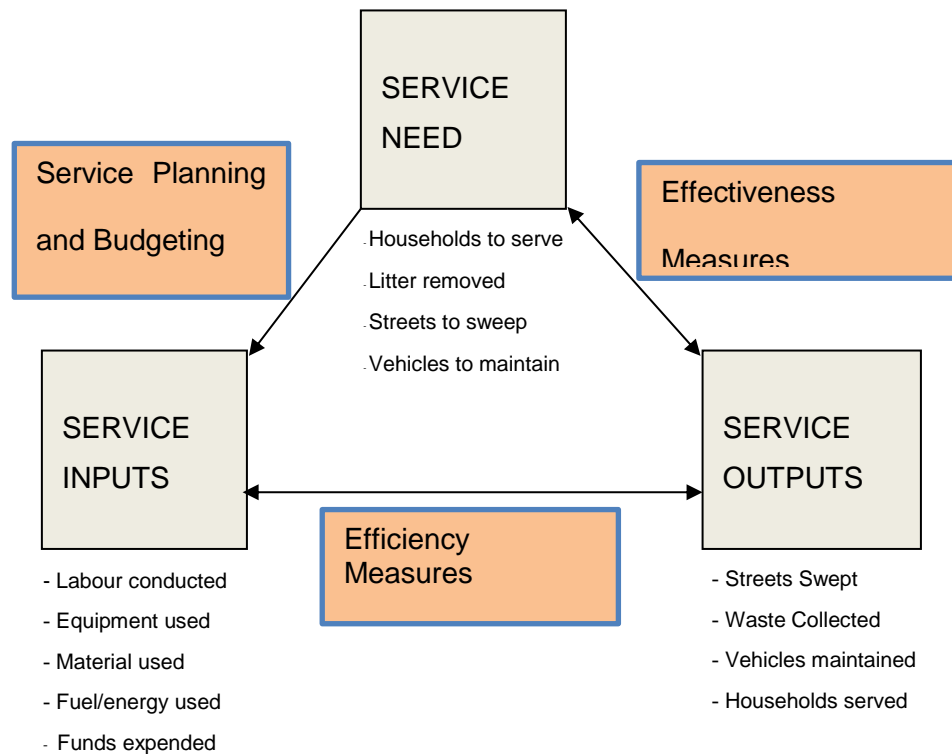 SERVICE
NEED
Service Planning
and Budgeting
Effectiveness
Measures
- Households to serve
- Litter removed
- Streets to sweep
- Vehicles to maintain
SERVICE
INPUTS
SERVICE
OUTPUTS
Efficiency
Measures
- Labour conducted
- Equipment used
- Material used
- Fuel/energy used
- Funds expended
- Streets Swept
- Waste Collected
- Vehicles maintained
- Households served